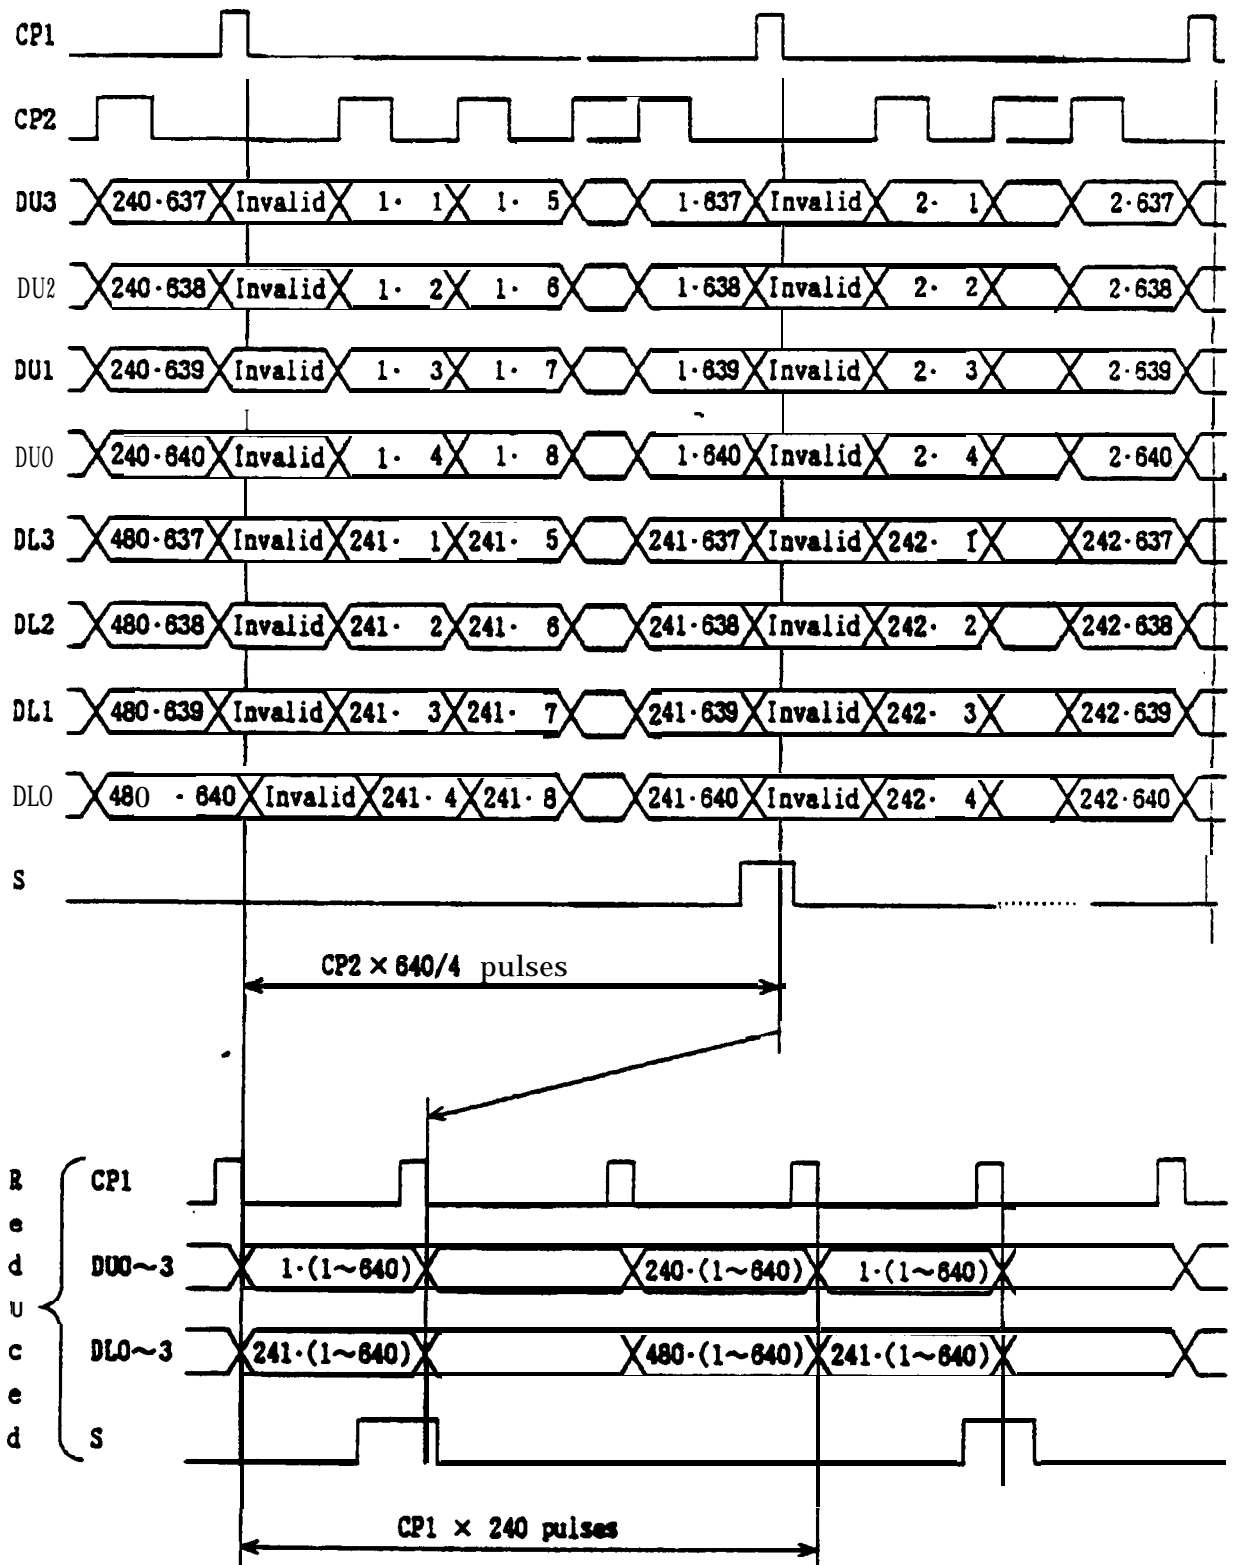 CP1
CP2
DU3 240·637 Invalid 1· 1 1· 5 1·637 Invalid 2· 1 2·637
DU2 240·638 Invalid 1· 2 1· 6 1·638 Invalid 2· 2 2·638
DU1 240·639 Invalid 1· 3 1· 7 1·639 Invalid 2· 3 2·639
DU0 240·640 Invalid 1· 4 1· 8 1·640 Invalid 2· 4 2·640
DL3 480·637 Invalid 241· 1 241· 5 241·637 Invalid 242· 1 242·637
DL2 480·638 Invalid 241· 2 241· 6 241·638 Invalid 242· 2 242·638
DL1 480·639 Invalid 241· 3 241· 7 241·639 Invalid 242· 3 242·639
DL0 480 ·640 Invalid 241·4 241·8 241·640 Invalid 242· 4 242·640
S
CP2 × 640/4 pulses
Reduced
CP1
DU0~3 1·(1~640) 240·(1~640) 1·(1~640)
DL0~3 241·(1~640) 480·(1~640) 241·(1~640)
S
CP1 × 240 pulses